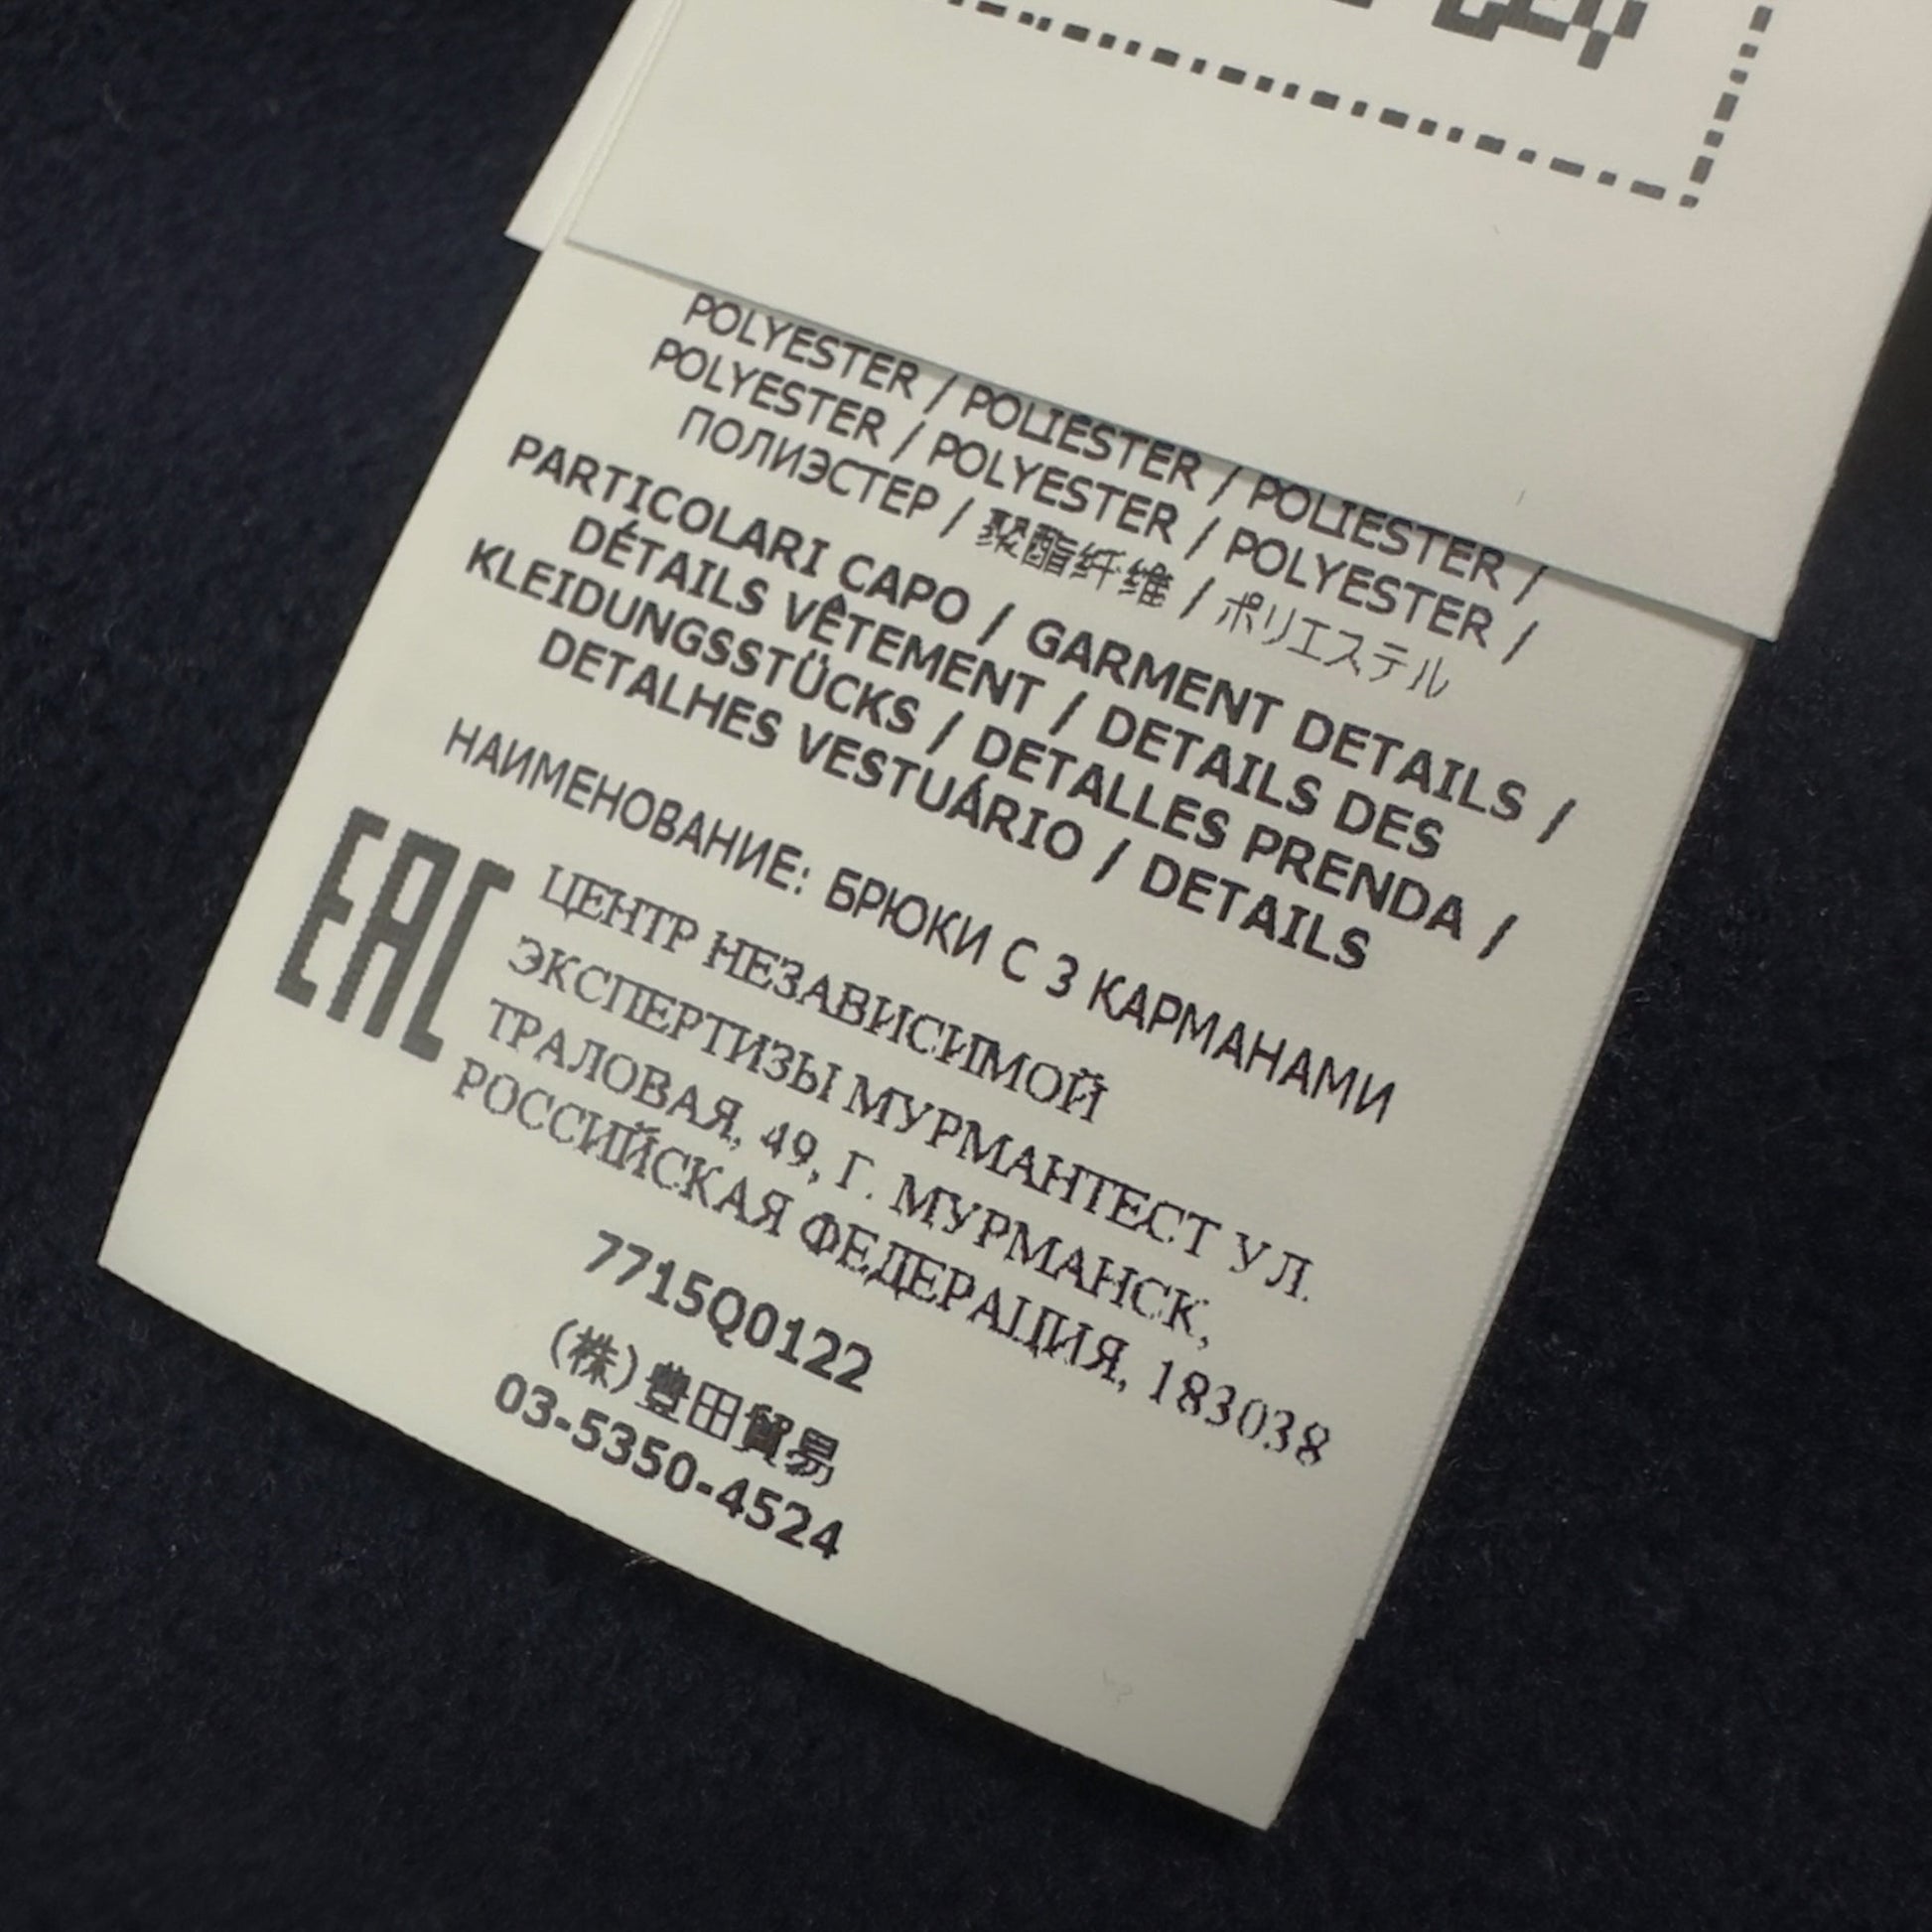 POLYESTER / POLIESTER / POLIESTER /
POLYESTER / POLYESTER / POLYESTER /
ПОЛИЭСТЕР / 聚酯纤维 / ポリエステル
PARTICOLARI CAPO / GARMENT DETAILS /
DÉTAILS VÊTEMENT / DETAILS DES
KLEIDUNGSSTÜCKS / DETALLES PRENDA /
DETALHES VESTUÁRIO / DETAILS
НАИМЕНОВАНИЕ: БРЮКИ С 3 КАРМАНАМИ
EAC
ЦЕНТР НЕЗАВИСИМОЙ
ЭКСПЕРТИЗЫ МУРМАНТЕСТ УЛ.
ТРАЛОВАЯ, 49, Г. МУРМАНСК,
РОССИЙСКАЯ ФЕДЕРАЦИЯ, 183038
7715Q0122
(株)豊田貿易
03-5350-4524